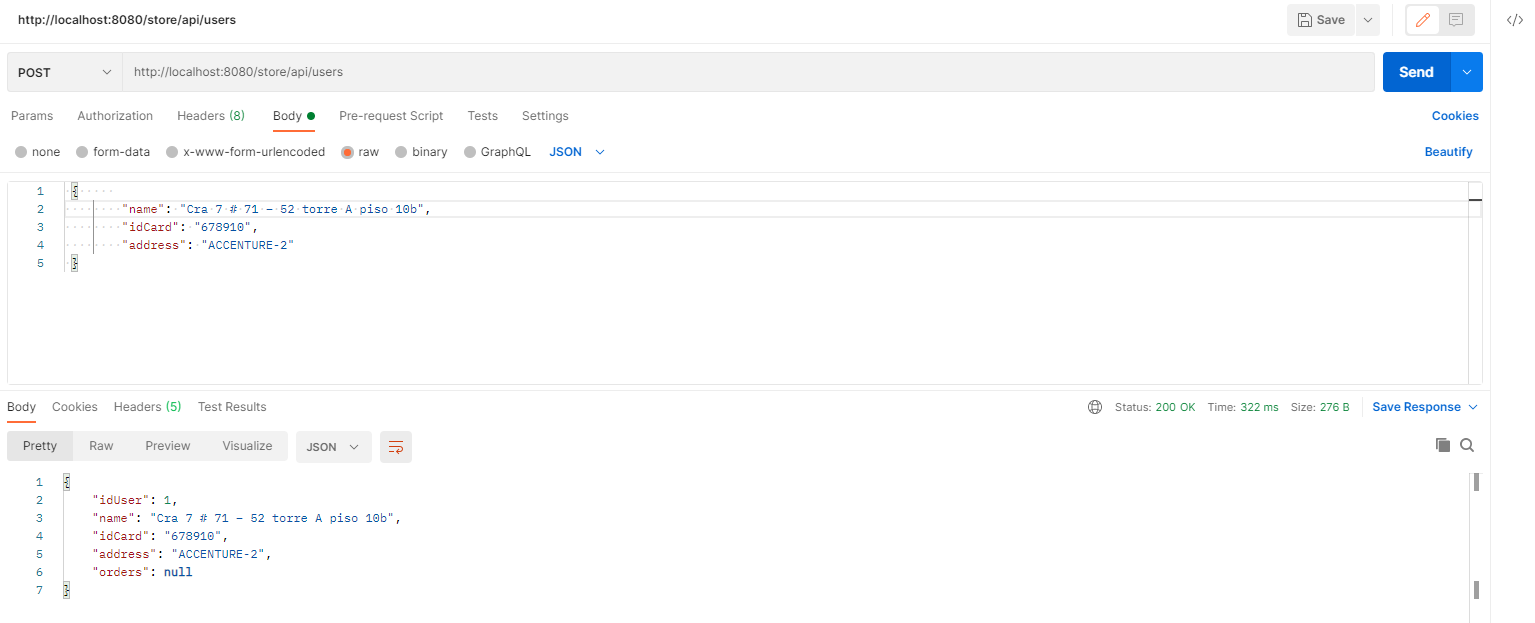 http://localhost:8080/store/api/users Save </>
POST http://localhost:8080/store/api/users Send
Params Authorization Headers (8) Body Pre-request Script Tests Settings Cookies
none form-data x-www-form-urlencoded raw binary GraphQL JSON Beautify
1 {
2 "name": "Cra 7 # 71 - 52 torre A piso 10b",
3 "idCard": "678910",
4 "address": "ACCENTURE-2"
5 }
Body Cookies Headers (5) Test Results Status: 200 OK Time: 322 ms Size: 276 B Save Response
Pretty Raw Preview Visualize JSON
1 {
2 "idUser": 1,
3 "name": "Cra 7 # 71 - 52 torre A piso 10b",
4 "idCard": "678910",
5 "address": "ACCENTURE-2",
6 "orders": null
7 }